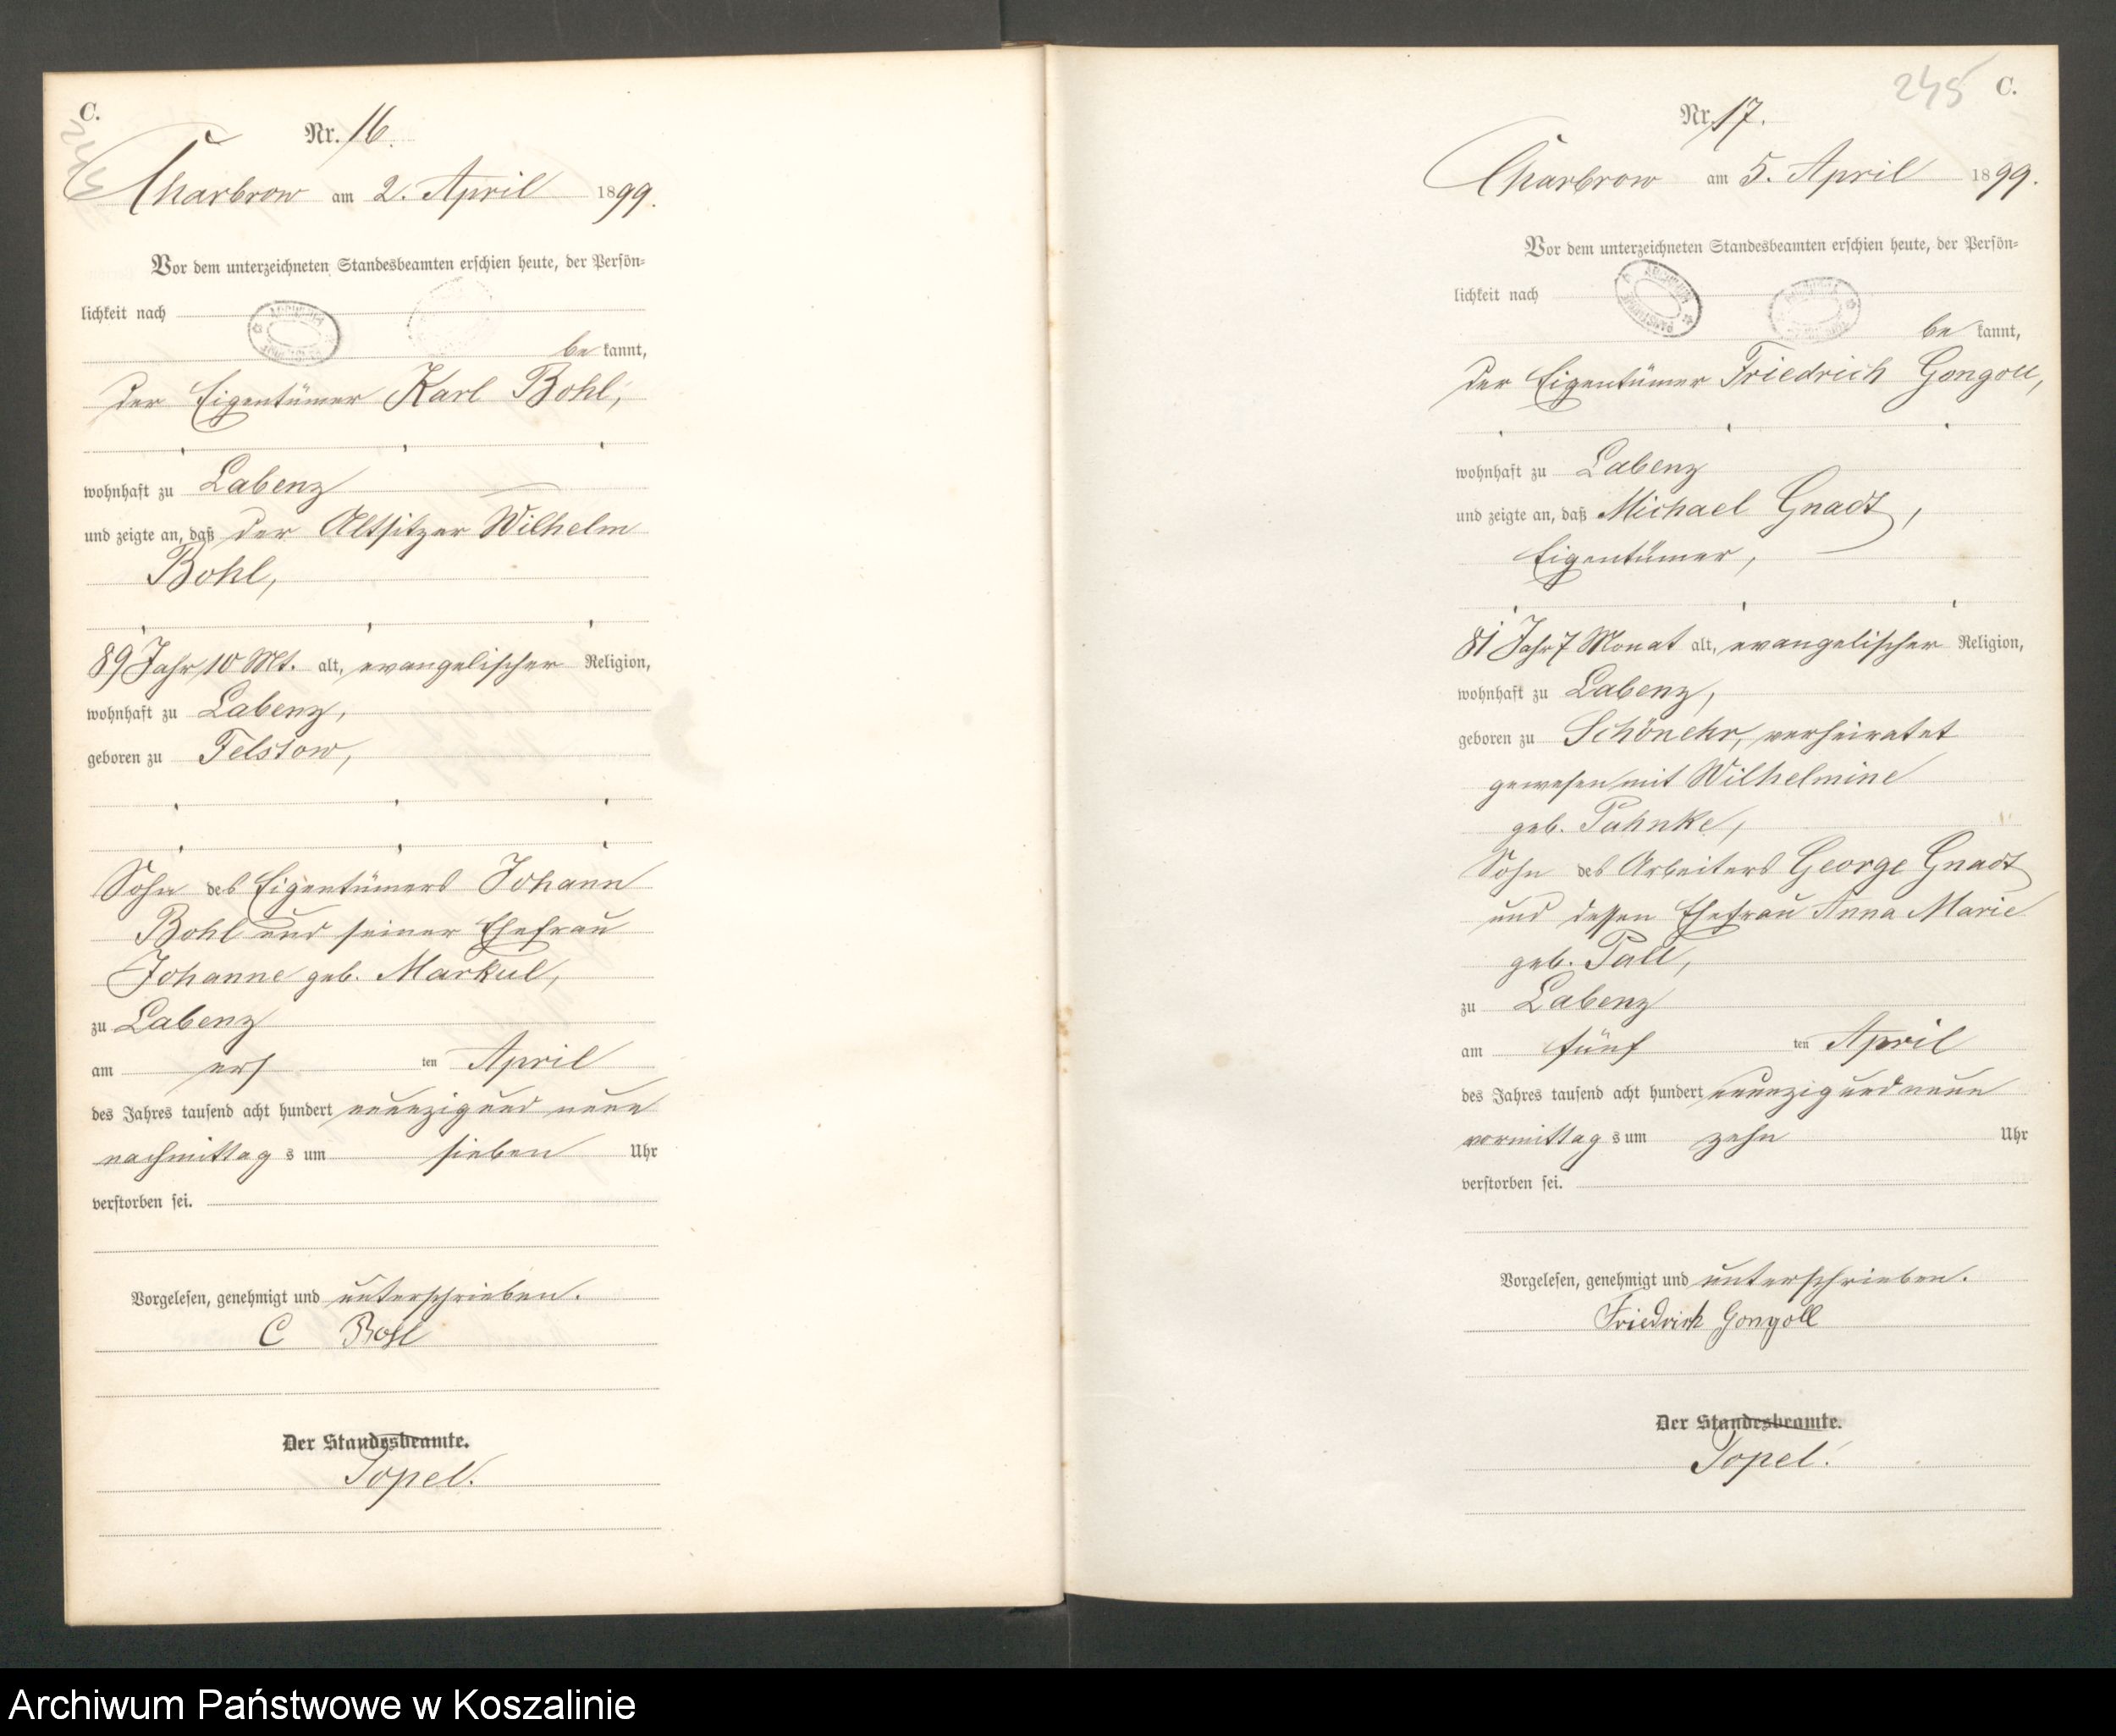 C.
Nr. 16.
Charbrow am 2. April 1899.
Vor dem unterzeichneten Standesbeamten erschien heute, der Persön-
lichkeit nach
be kannt,
der Eigentümer Karl Bohl,
wohnhaft zu Labenz
und zeigte an, daß der Altsitzer Wilhelm
Bohl,
89 Jahr 10 Mt. alt, evangelischer Religion,
wohnhaft zu Labenz,
geboren zu Felstow,
Sohn des Eigentümers Johann
Bohl und seiner Ehefrau
Johanne geb. Markul,
zu Labenz
am ers ten April
des Jahres tausend acht hundert neunzig und neun
nachmittag s um sieben Uhr
verstorben sei.
Vorgelesen, genehmigt und unterschrieben.
C Bohl
Der Standesbeamte.
Topel.
245 C.
Nr. 17.
Charbrow am 5. April 1899.
Vor dem unterzeichneten Standesbeamten erschien heute, der Persön-
lichkeit nach
be kannt,
der Eigentümer Friedrich Gongoll,
wohnhaft zu Labenz
und zeigte an, daß Michael Gnadt,
Eigentümer,
81 Jahr 7 Monat alt, evangelischer Religion,
wohnhaft zu Labenz,
geboren zu Schönehr, verheiratet
gewesen mit Wilhelmine
geb. Pahnke,
Sohn des Arbeiters George Gnadt
und dessen Ehefrau Anna Marie
geb. Pall,
zu Labenz
am fünf ten April
des Jahres tausend acht hundert neunzig und neun
vormittag s um zehn Uhr
verstorben sei.
Vorgelesen, genehmigt und unterschrieben.
Friedrich Gongoll
Der Standesbeamte.
Topel.
Archiwum Państwowe w Koszalinie